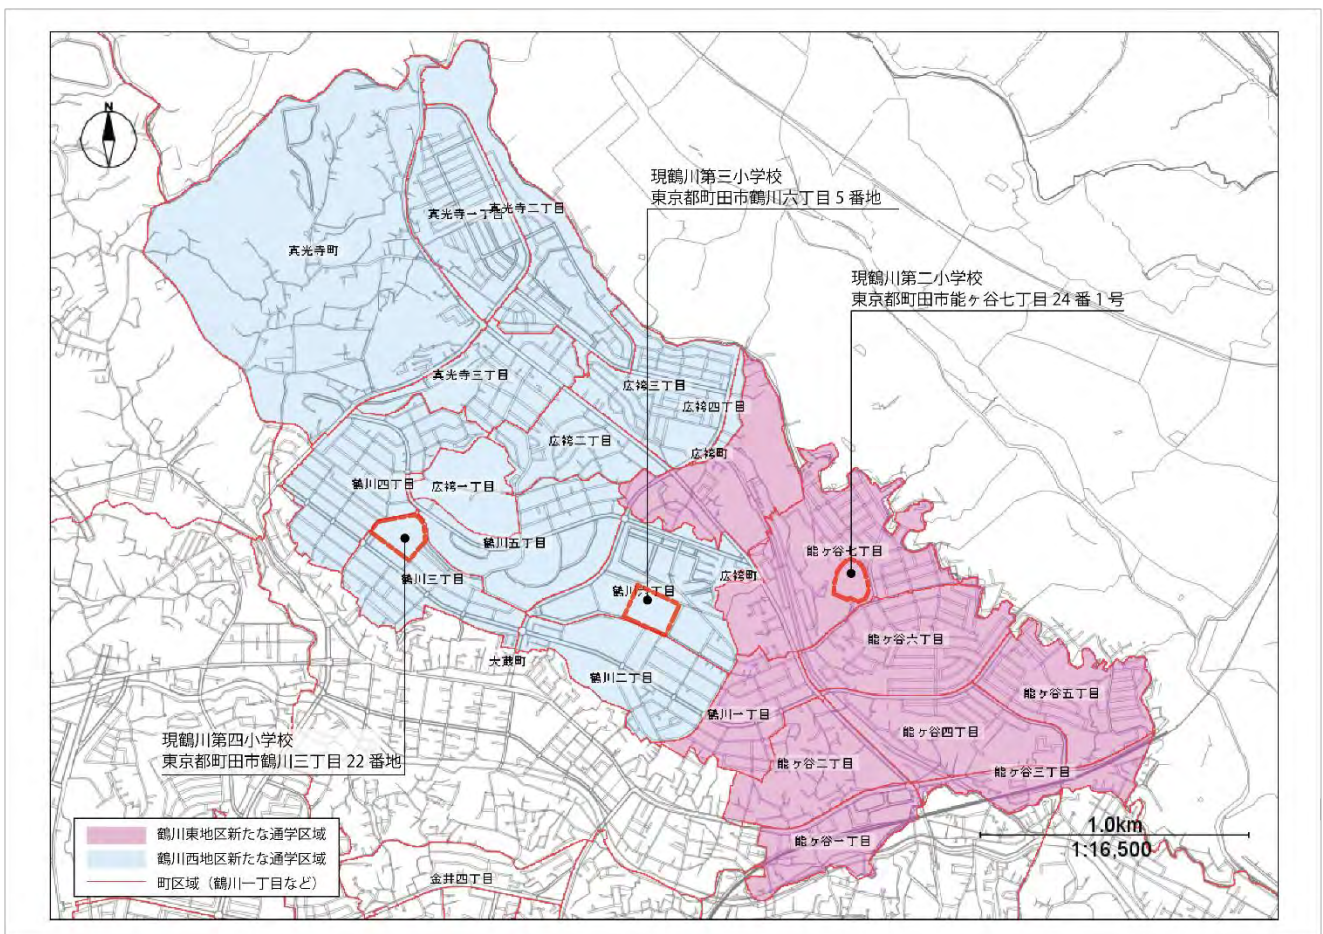 N
現鶴川第三小学校
東京都町田市鶴川六丁目5番地
真光寺一丁目
真光寺二丁目
真光寺町
現鶴川第二小学校
東京都町田市能ヶ谷七丁目24番1号
真光寺三丁目
広袴三丁目
広袴四丁目
広袴二丁目
広袴町
鶴川四丁目
広袴一丁目
鶴川五丁目
能ヶ谷七丁目
鶴川三丁目
広袴町
鶴川六丁目
能ヶ谷六丁目
大蔵町
鶴川二丁目
能ヶ谷五丁目
鶴川一丁目
能ヶ谷四丁目
現鶴川第四小学校
東京都町田市鶴川三丁目22番地
能ヶ谷二丁目
能ヶ谷三丁目
1.0km
1:16,500
能ヶ谷一丁目
鶴川東地区新たな通学区域
鶴川西地区新たな通学区域
町区域（鶴川一丁目など）
金井四丁目